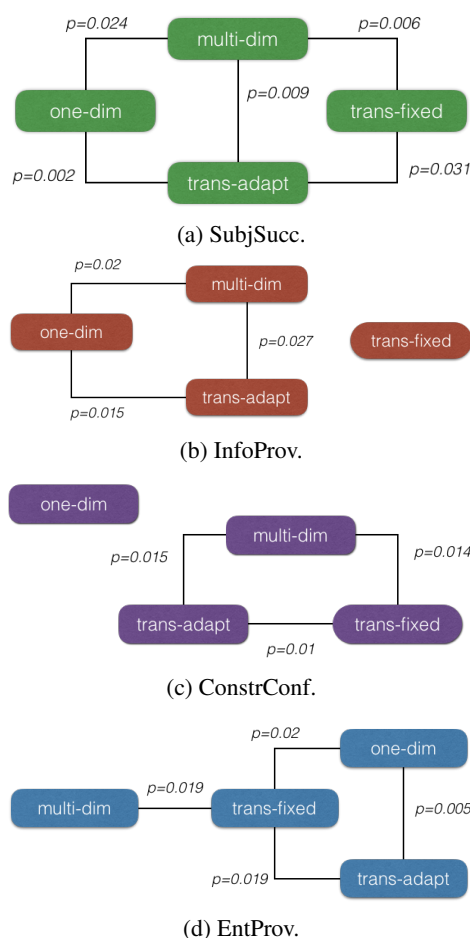 p=0.024
p=0.006
multi-dim
p=0.009
one-dim
trans-fixed
p=0.002
trans-adapt
p=0.031
(a) SubjSucc.
p=0.02
multi-dim
one-dim
p=0.027
trans-fixed
trans-adapt
p=0.015
(b) InfoProv.
one-dim
multi-dim
p=0.015
p=0.014
trans-adapt
trans-fixed
p=0.01
(c) ConstrConf.
p=0.02
one-dim
p=0.019
multi-dim
trans-fixed
p=0.005
p=0.019
trans-adapt
(d) EntProv.